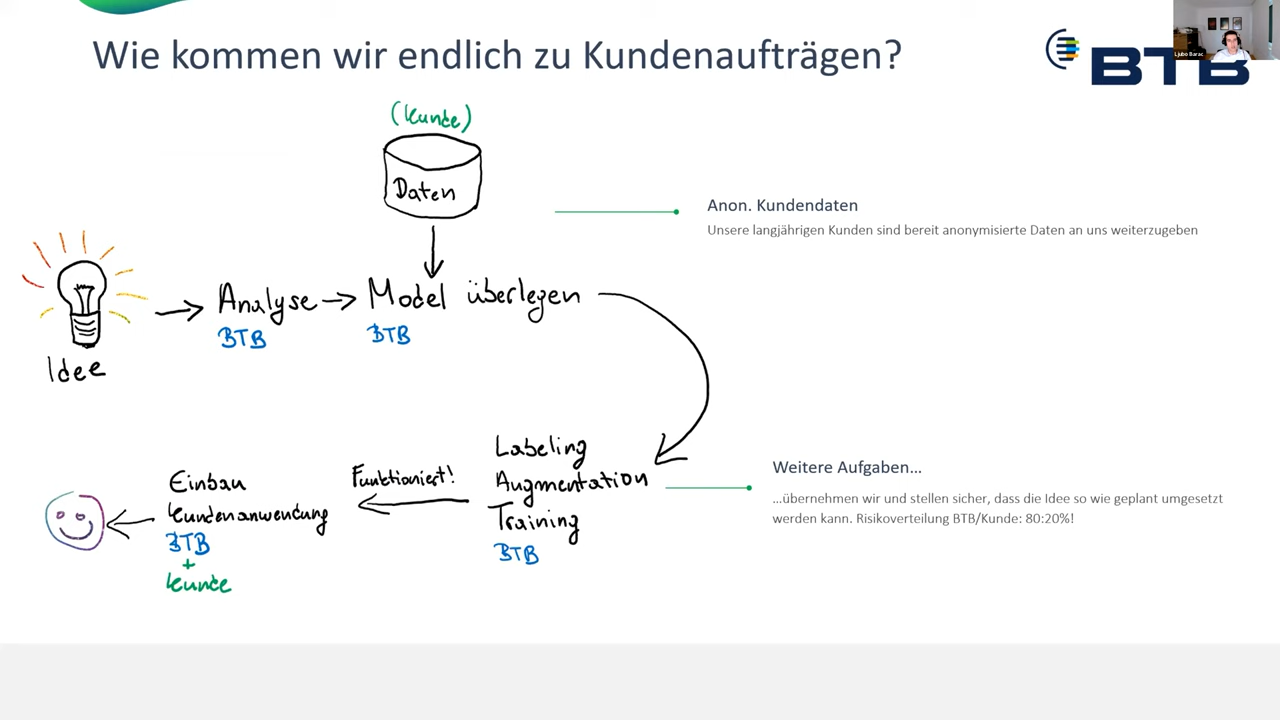 Wie kommen wir endlich zu Kundenaufträgen?
BTB
Ljubo Barac
(Kunde)
Daten
Anon. Kundendaten
Unsere langjährigen Kunden sind bereit anonymisierte Daten an uns weiterzugeben
Idee
Analyse
BTB
Model überlegen
BTB
Labeling
Augmentation
Training
BTB
Weitere Aufgaben...
...übernehmen wir und stellen sicher, dass die Idee so wie geplant umgesetzt
werden kann. Risikoverteilung BTB/Kunde: 80:20%!
Funktioniert!
Einbau
Kundenanwendung
BTB
+
Kunde